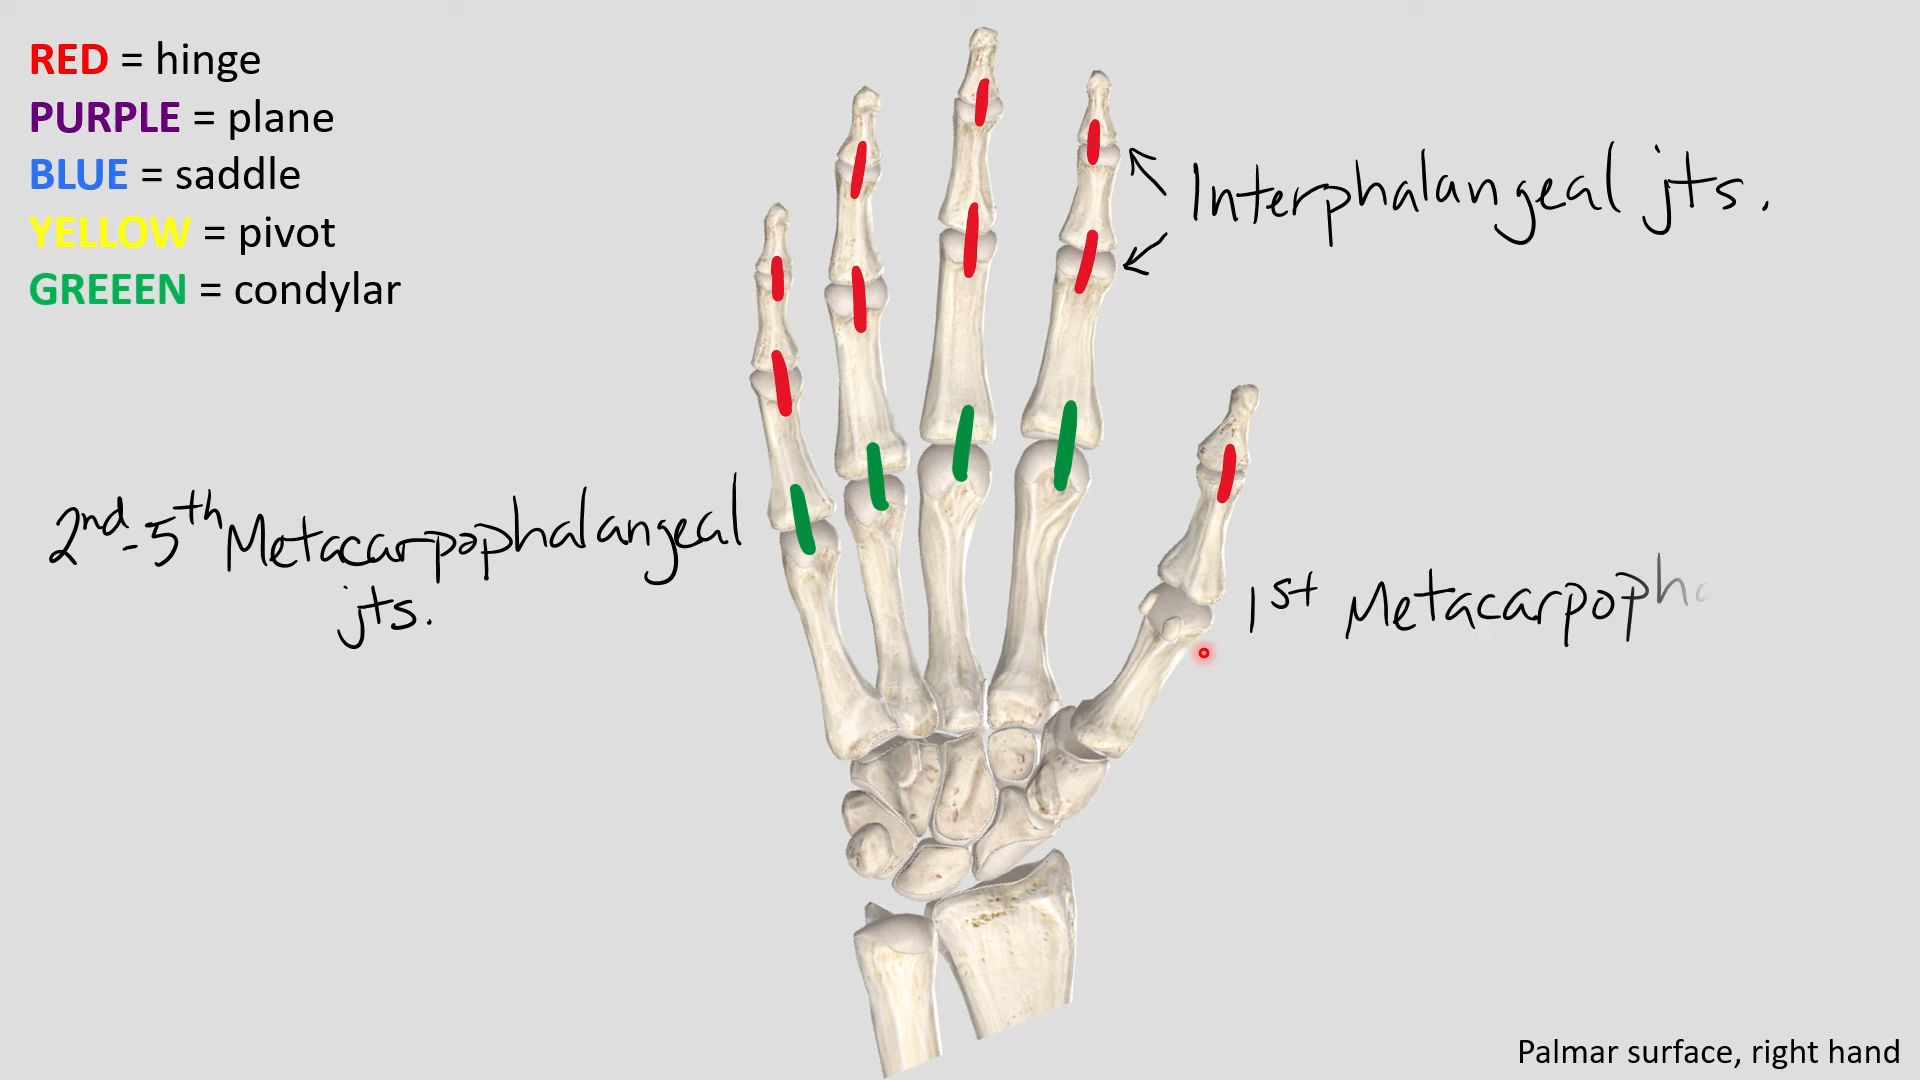 RED = hinge
PURPLE = plane
BLUE = saddle
YELLOW = pivot
GREEEN = condylar
Interphalangeal jts.
2nd-5th Metacarpophalangeal
jts.
1st Metacarpopha
Palmar surface, right hand